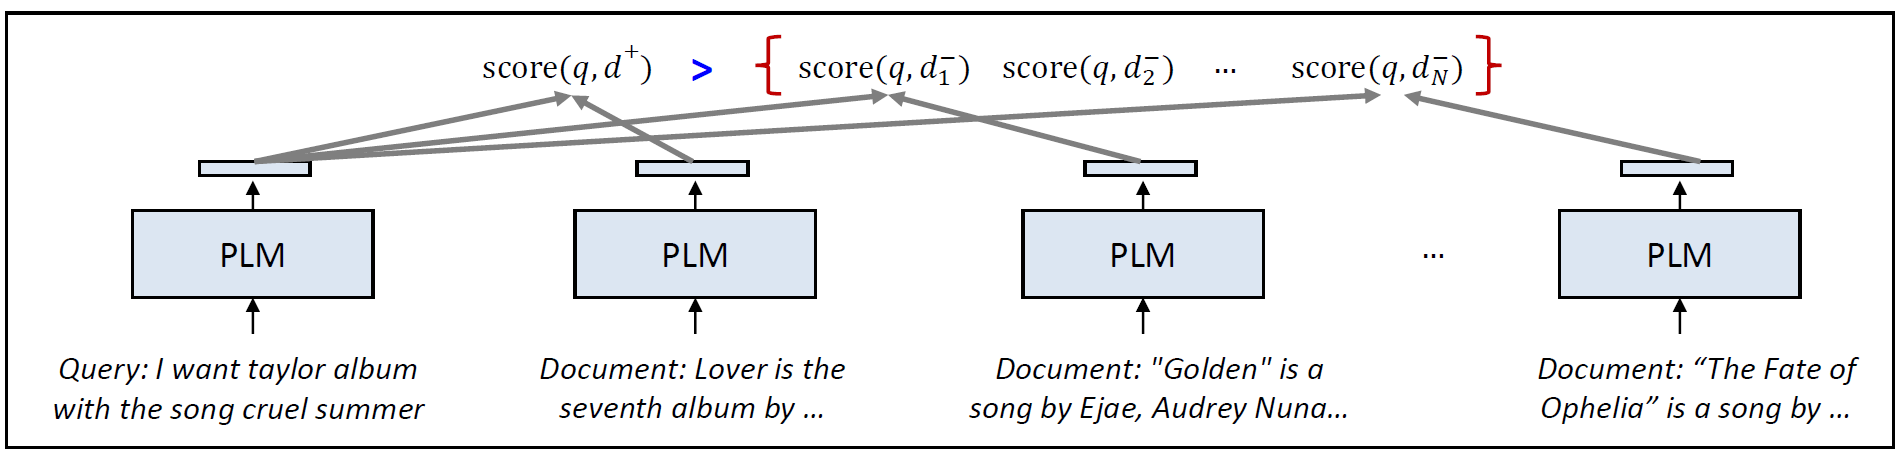 score(q, d⁺) > { score(q, d₁⁻) score(q, d₂⁻) ... score(q, d_N⁻) }
PLM PLM PLM ... PLM
Query: I want taylor album
with the song cruel summer
Document: Lover is the
seventh album by ...
Document: "Golden" is a
song by Ejae, Audrey Nuna...
Document: “The Fate of
Ophelia” is a song by ...